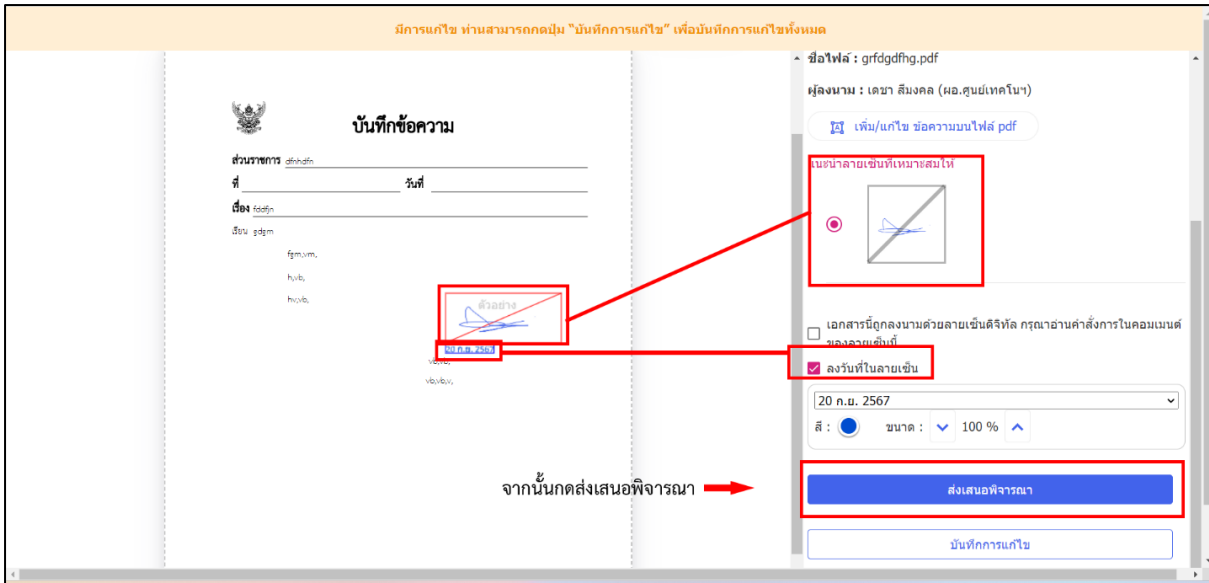 มีการแก้ไข ท่านสามารถกดปุ่ม “บันทึกการแก้ไข” เพื่อบันทึกการแก้ไขทั้งหมด
บันทึกข้อความ
ส่วนราชการ dfnhdfn
ที่ วันที่
เรื่อง fddfjn
เรียน gdgm
fgm,vm,
h,vb,
hv,vb,
ตัวอย่าง
20 ก.ย. 2567
vb,vb,v,
จากนั้นกดส่งเสนอพิจารณา
ชื่อไฟล์ : grfdgdfhg.pdf
ผู้ลงนาม : เดชา สีมงคล (ผอ.ศูนย์เทคโนฯ)
เพิ่ม/แก้ไข ข้อความบนไฟล์ pdf
แนะนำลายเซ็นที่เหมาะสมให้
เอกสารนี้ถูกลงนามด้วยลายเซ็นดิจิทัล กรุณาอ่านคำสั่งการในคอมเมนต์
ของลายเซ็นนี้
ลงวันที่ในลายเซ็น
20 ก.ย. 2567
สี : ขนาด : 100 %
ส่งเสนอพิจารณา
บันทึกการแก้ไข